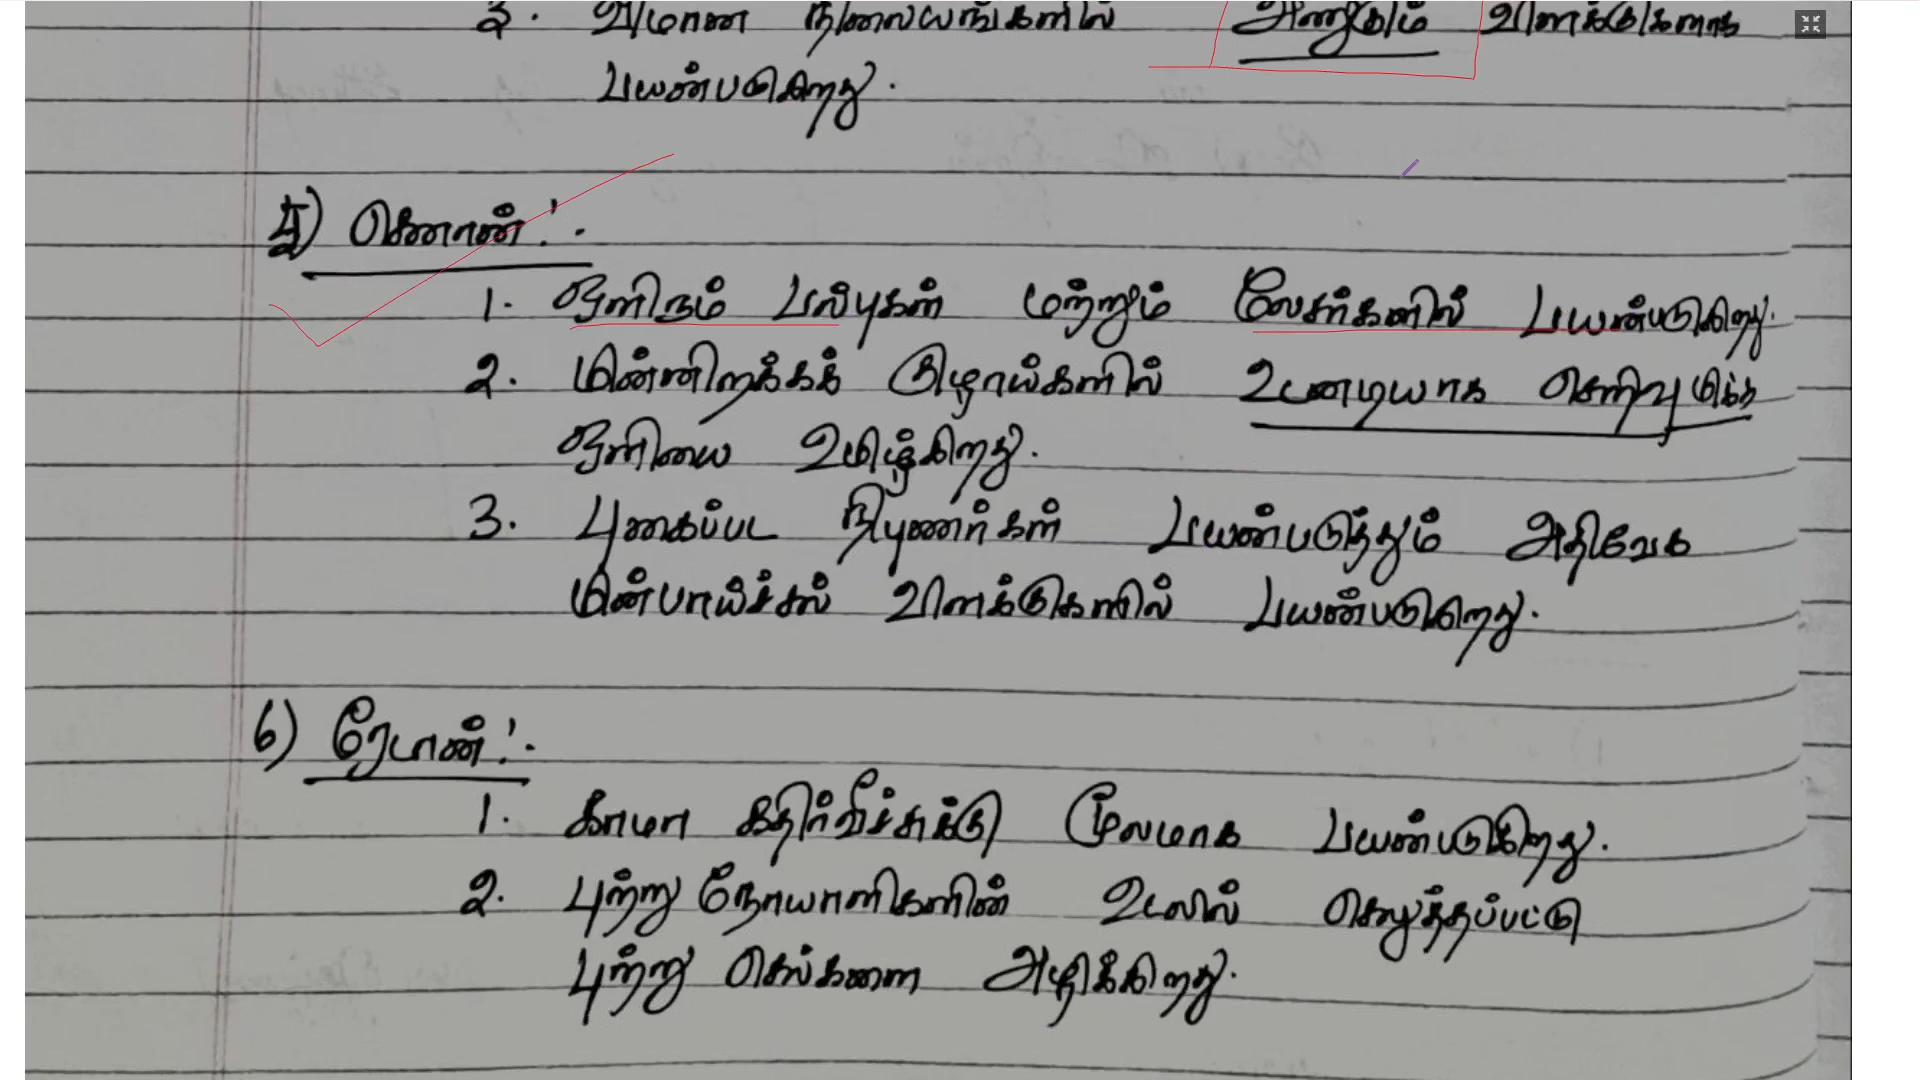 3. விமான நிலையங்களில் அணுகும் விளக்குகளாக
பயன்படுகிறது.
5) செனான்:-
1. ஒளிரும் பல்புகள் மற்றும் லேசர்களில் பயன்படுகிறது.
2. மின்னிறக்கக் குழாய்களில் உடனடியாக செறிவுமிக்க
ஒளியை உமிழ்கிறது.
3. புகைப்பட நிபுணர்கள் பயன்படுத்தும் அதிவேக
மின்பாய்ச்சல் விளக்குகளில் பயன்படுகிறது.
6) ரேடான்:-
1. காமா கதிர்வீச்சுக்கு மூலமாக பயன்படுகிறது.
2. புற்று நோயாளிகளின் உடலில் செலுத்தப்பட்டு
புற்று செல்களை அழிக்கிறது.